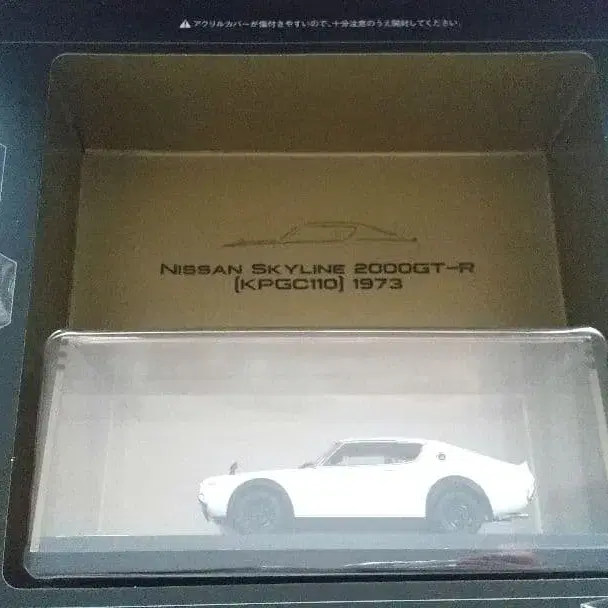 ⚠アクリルカバーが傷付きやすいので、十分注意のうえ開封してください。
NISSAN SKYLINE 2000GT-R
[KPGC110] 1973